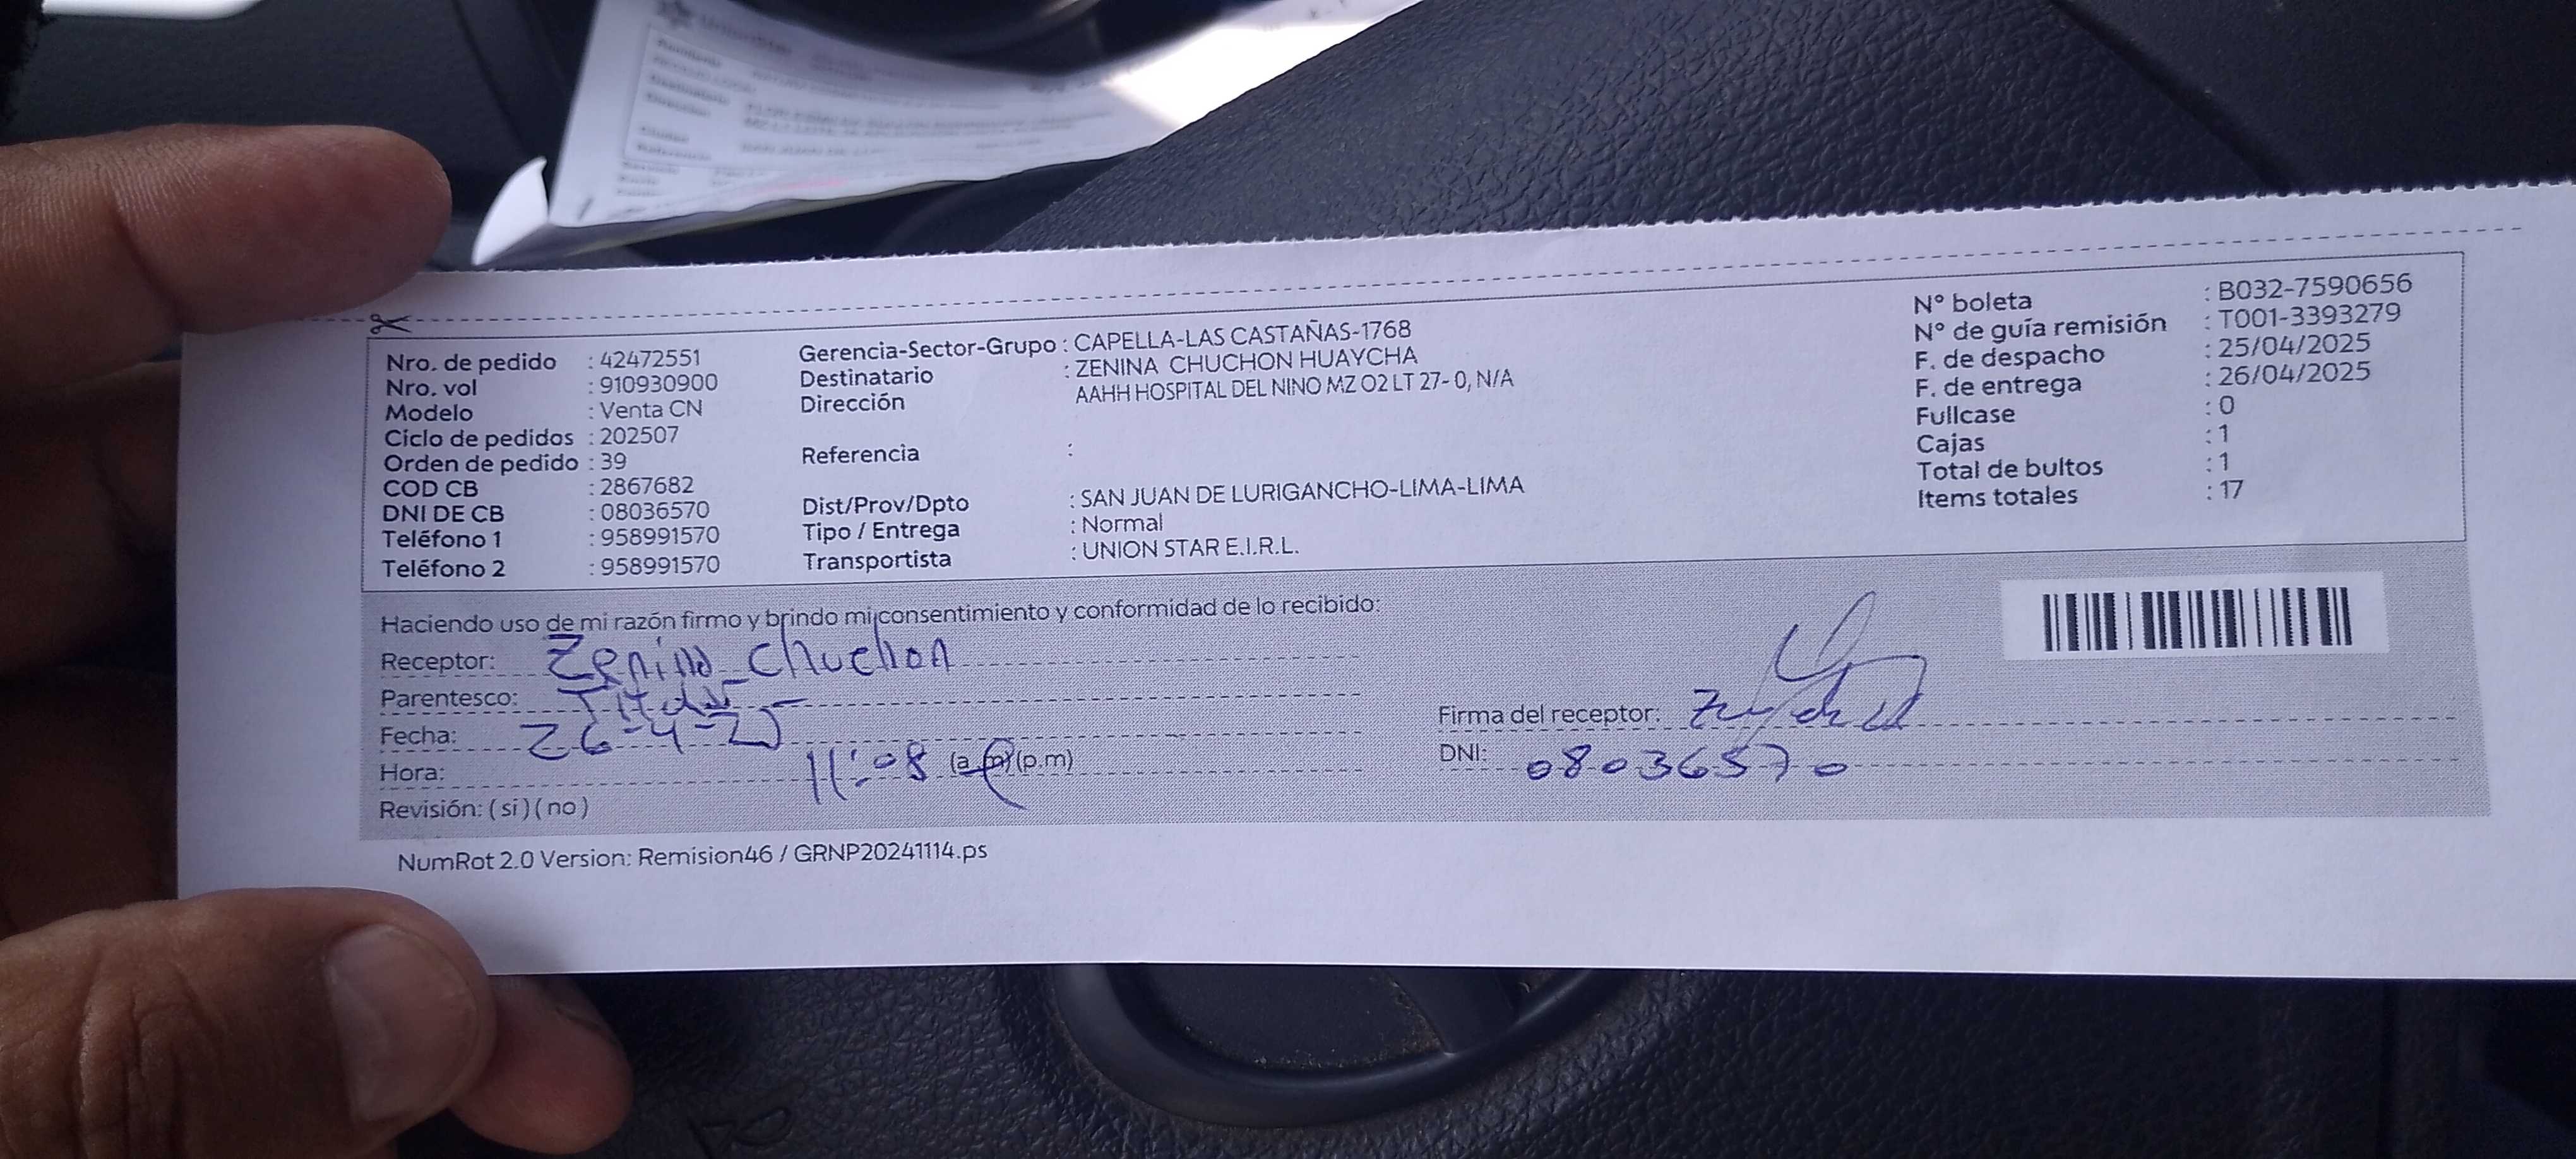 Nro. de pedido : 42472551
Nro. vol : 910930900
Modelo : Venta CN
Ciclo de pedidos : 202507
Orden de pedido : 39
COD CB : 2867682
DNI DE CB : 08036570
Teléfono 1 : 958991570
Teléfono 2 : 958991570
Gerencia-Sector-Grupo : CAPELLA-LAS CASTAÑAS-1768
Destinatario : ZENINA CHUCHON HUAYCHA
Dirección AAHH HOSPITAL DEL NINO MZ O2 LT 27- 0, N/A
Referencia :
Dist/Prov/Dpto : SAN JUAN DE LURIGANCHO-LIMA-LIMA
Tipo / Entrega : Normal
Transportista : UNION STAR E.I.R.L.
N° boleta : B032-7590656
N° de guía remisión : T001-3393279
F. de despacho : 25/04/2025
F. de entrega : 26/04/2025
Fullcase : 0
Cajas : 1
Total de bultos : 1
Items totales : 17
Haciendo uso de mi razón firmo y brindo mi consentimiento y conformidad de lo recibido:
Receptor: Zenina Chuchon
Parentesco: Titular
Fecha: 26-4-25
Hora: 11:08 (a.m) (p.m)
Revisión: (si) (no)
Firma del receptor:
DNI: 08036570
NumRot 2.0 Version: Remision46 / GRNP20241114.ps